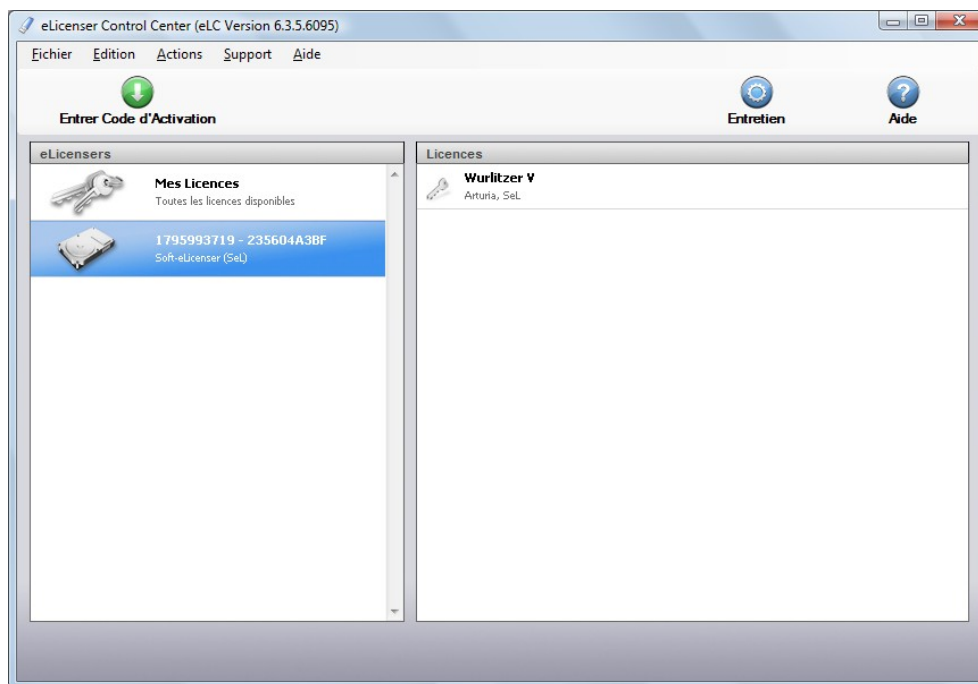 eLicenser Control Center (eLC Version 6.3.5.6095)
Fichier Edition Actions Support Aide
Entrer Code d'Activation Entretien Aide
eLicensers
Mes Licences
Toutes les licences disponibles
1795993719 - 235604A3BF
Soft-eLicenser (SeL)
Licences
Wurlitzer V
Arturia, SeL